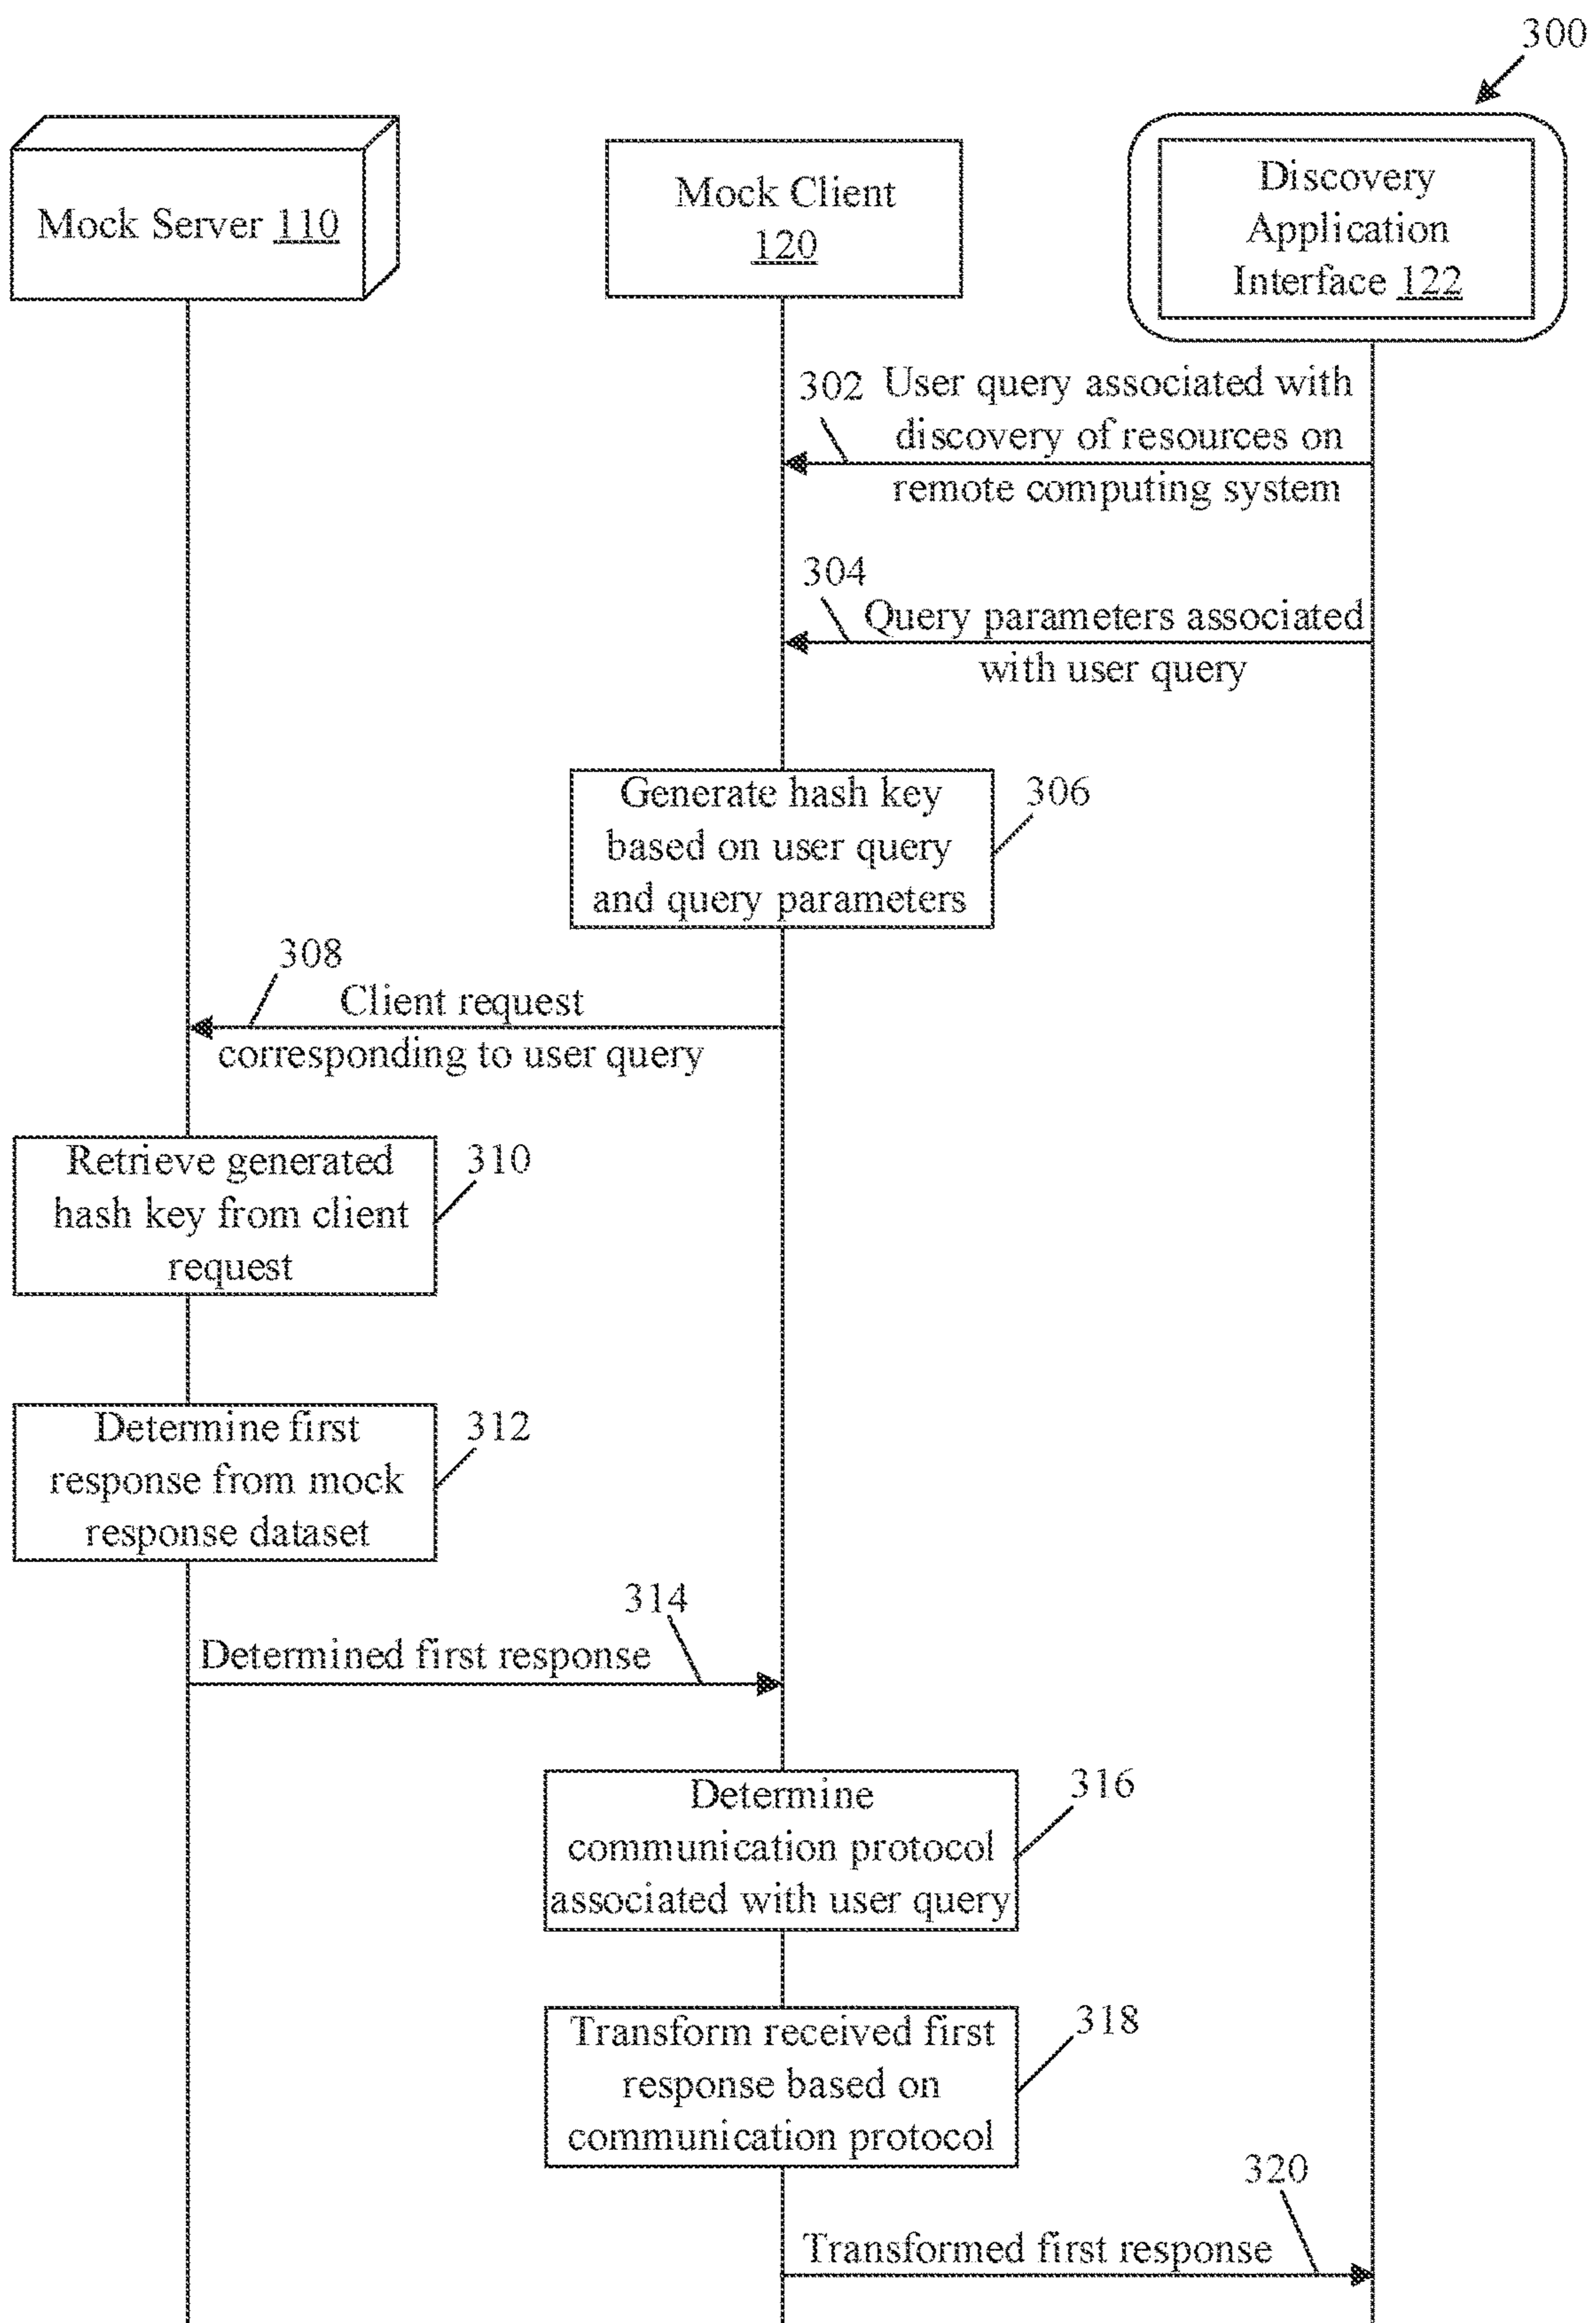 300
Mock Server 110
Mock Client
120
Discovery
Application
Interface 122
302
User query associated with
discovery of resources on
remote computing system
304
Query parameters associated
with user query
Generate hash key
based on user query
and query parameters
306
308
Client request
corresponding to user query
Retrieve generated
hash key from client
request
310
Determine first
response from mock
response dataset
312
314
Determined first response
Determine
communication protocol
associated with user query
316
Transform received first
response based on
communication protocol
318
320
Transformed first response